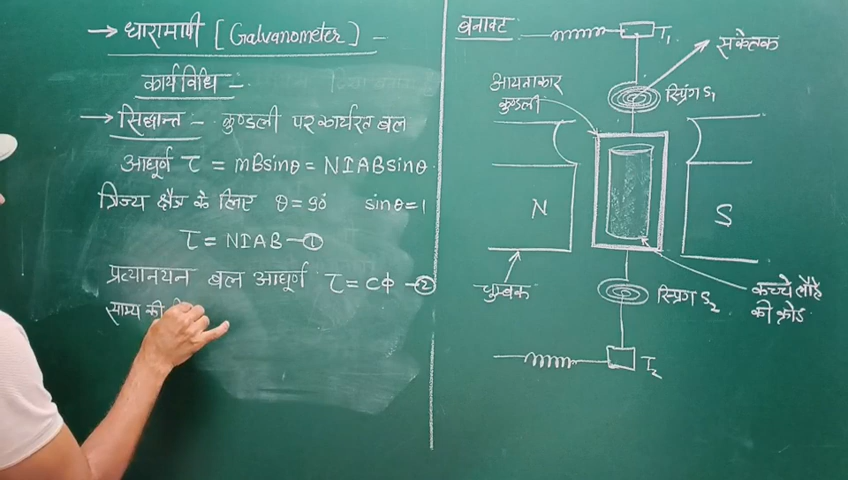 → धारामापी [Galvanometer] -
कार्यविधि :-
→ सिद्धान्त :- कुण्डली पर कार्यरत बल
आघूर्ण τ = mBsinθ = NIABsinθ
त्रिज्य क्षेत्र के लिए θ=90° sinθ=1
τ = NIAB —①
प्रत्यानयन बल आघूर्ण τ = Cϕ —②
साम्य की
बनावट
T₁
संकेतक
स्प्रिंग S₁
आयताकार
कुण्डली
N
S
चुम्बक
स्प्रिंग S₂
कच्चे लोहे
की क्रोड
T₂